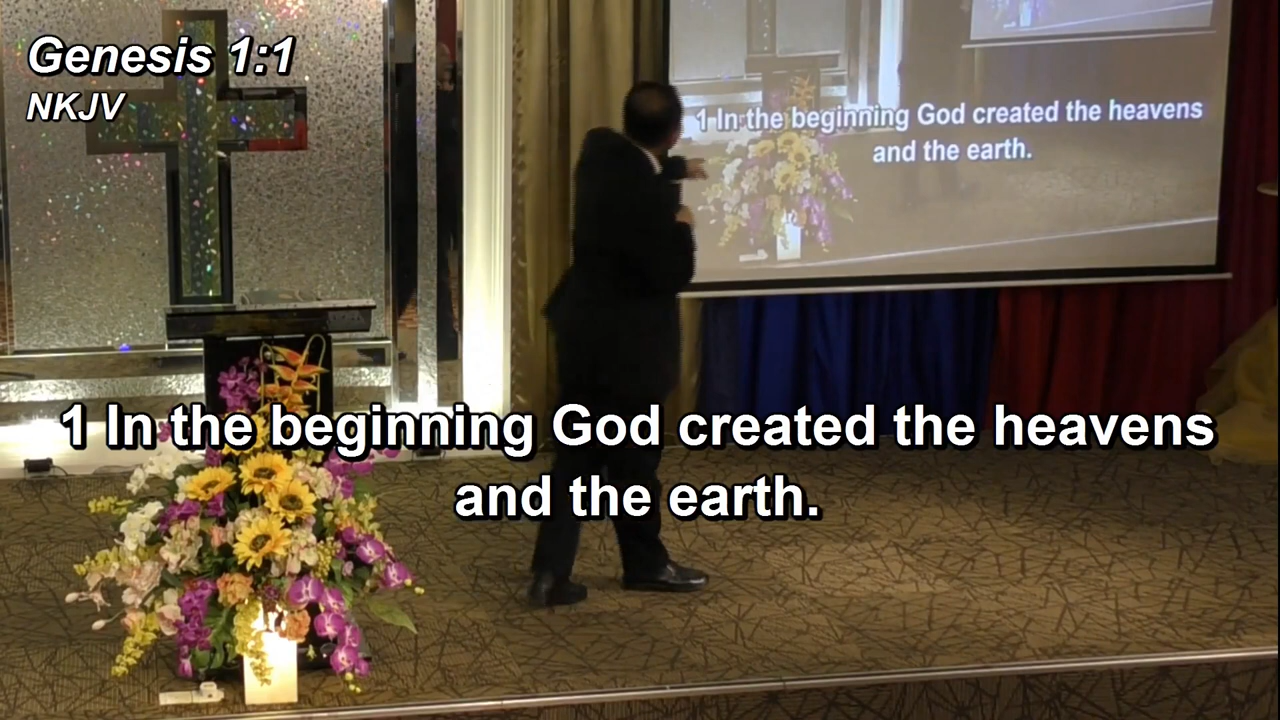 Genesis 1:1
NKJV
1 In the beginning God created the heavens
and the earth.
1 In the beginning God created the heavens
and the earth.